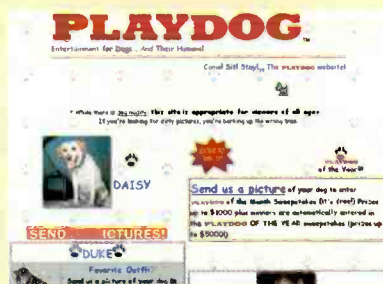 PLAYDOG™
Entertainment for Dogs... And Their Humans!
Come! Sit! Stay!, The PLAYDOG website!
* While there is dog nudity, this site is appropriate for viewers of all ages
If you're looking for dirty pictures, you're barking up the wrong tree.
DAISY
PLAYDOG
of the Year!!
Send us a picture of your dog to enter
PLAYDOG of the Month Sweepstakes (It's free!) Prizes
up to $1000 plus winners are automatically entered in
the PLAYDOG OF THE YEAR sweepstakes (prizes up
to $5000!)
SEND PICTURES!
DUKE
Favorite Outfit?
Send us a picture of your dog in